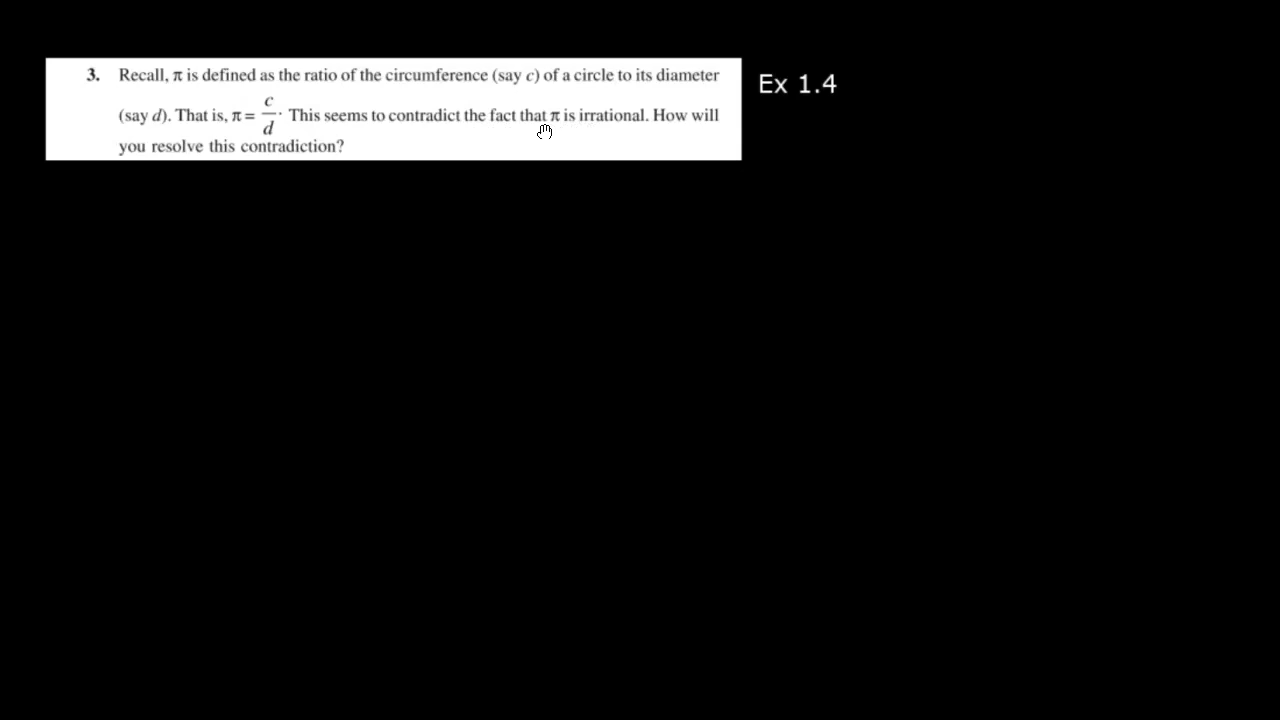 3. Recall, π is defined as the ratio of the circumference (say c) of a circle to its diameter
(say d). That is, π = c/d. This seems to contradict the fact that π is irrational. How will
you resolve this contradiction?
Ex 1.4